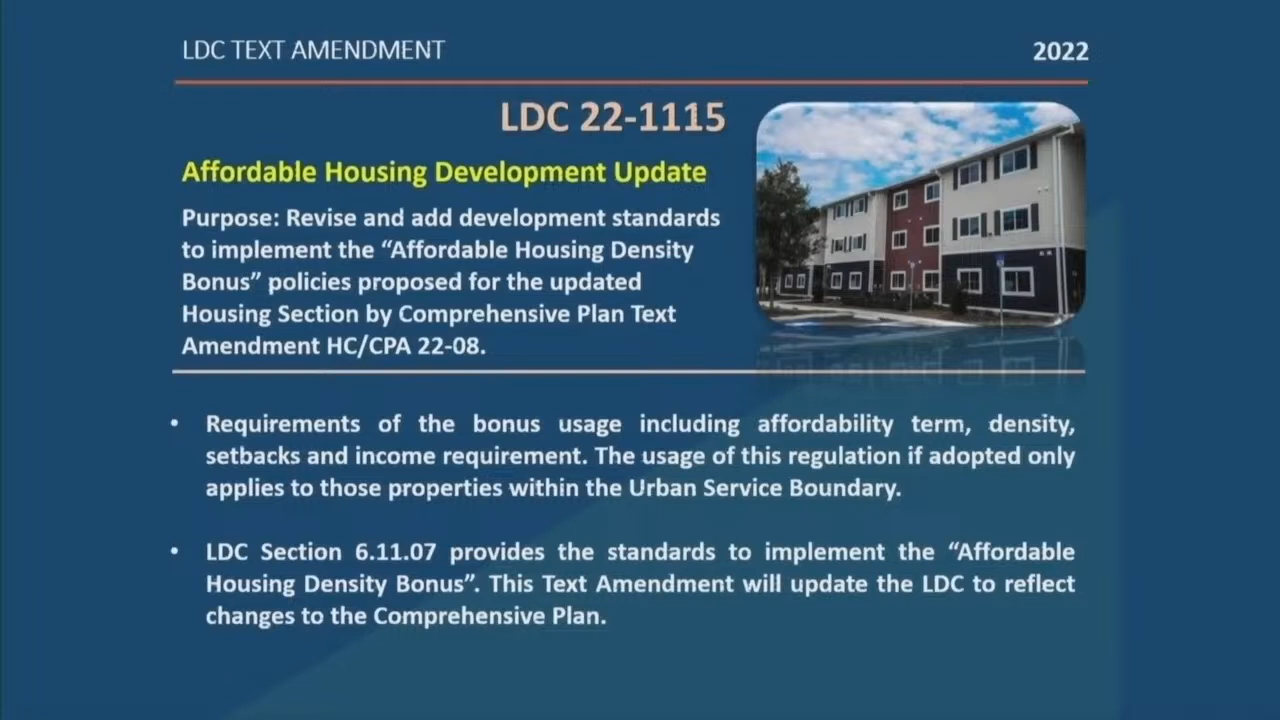 LDC TEXT AMENDMENT
2022
LDC 22-1115
Affordable Housing Development Update
Purpose: Revise and add development standards
to implement the “Affordable Housing Density
Bonus” policies proposed for the updated
Housing Section by Comprehensive Plan Text
Amendment HC/CPA 22-08.
• Requirements of the bonus usage including affordability term, density,
setbacks and income requirement. The usage of this regulation if adopted only
applies to those properties within the Urban Service Boundary.
• LDC Section 6.11.07 provides the standards to implement the “Affordable
Housing Density Bonus”. This Text Amendment will update the LDC to reflect
changes to the Comprehensive Plan.